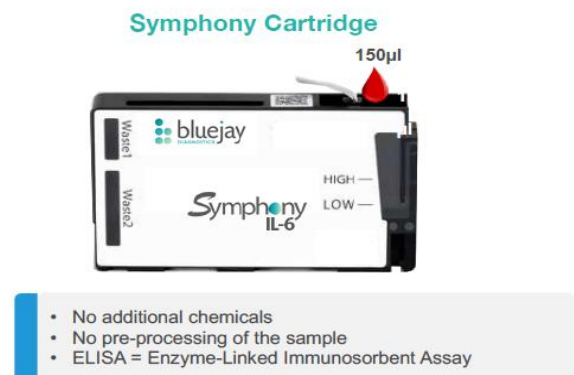 Symphony Cartridge
150µl
Waste1
bluejay
DIAGNOSTICS
Waste2
HIGH
LOW
Symphony
IL-6
• No additional chemicals
• No pre-processing of the sample
• ELISA = Enzyme-Linked Immunosorbent Assay